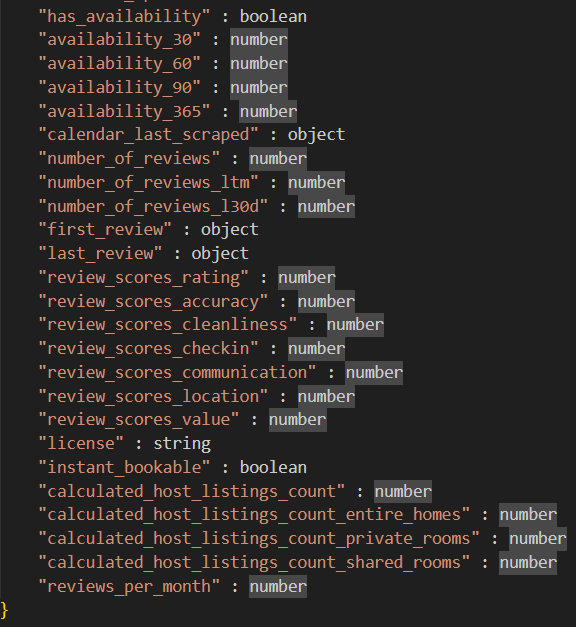 "has_availability" : boolean
"availability_30" : number
"availability_60" : number
"availability_90" : number
"availability_365" : number
"calendar_last_scraped" : object
"number_of_reviews" : number
"number_of_reviews_ltm" : number
"number_of_reviews_l30d" : number
"first_review" : object
"last_review" : object
"review_scores_rating" : number
"review_scores_accuracy" : number
"review_scores_cleanliness" : number
"review_scores_checkin" : number
"review_scores_communication" : number
"review_scores_location" : number
"review_scores_value" : number
"license" : string
"instant_bookable" : boolean
"calculated_host_listings_count" : number
"calculated_host_listings_count_entire_homes" : number
"calculated_host_listings_count_private_rooms" : number
"calculated_host_listings_count_shared_rooms" : number
"reviews_per_month" : number
}